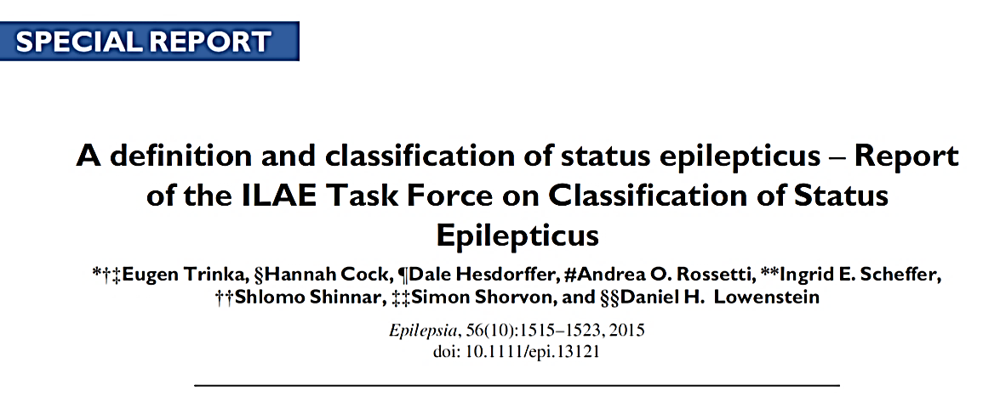 SPECIAL REPORT
A definition and classification of status epilepticus – Report
of the ILAE Task Force on Classification of Status
Epilepticus
*†‡Eugen Trinka, §Hannah Cock, ¶Dale Hesdorffer, #Andrea O. Rossetti, **Ingrid E. Scheffer,
††Shlomo Shinnar, ‡‡Simon Shorvon, and §§Daniel H. Lowenstein
Epilepsia, 56(10):1515–1523, 2015
doi: 10.1111/epi.13121